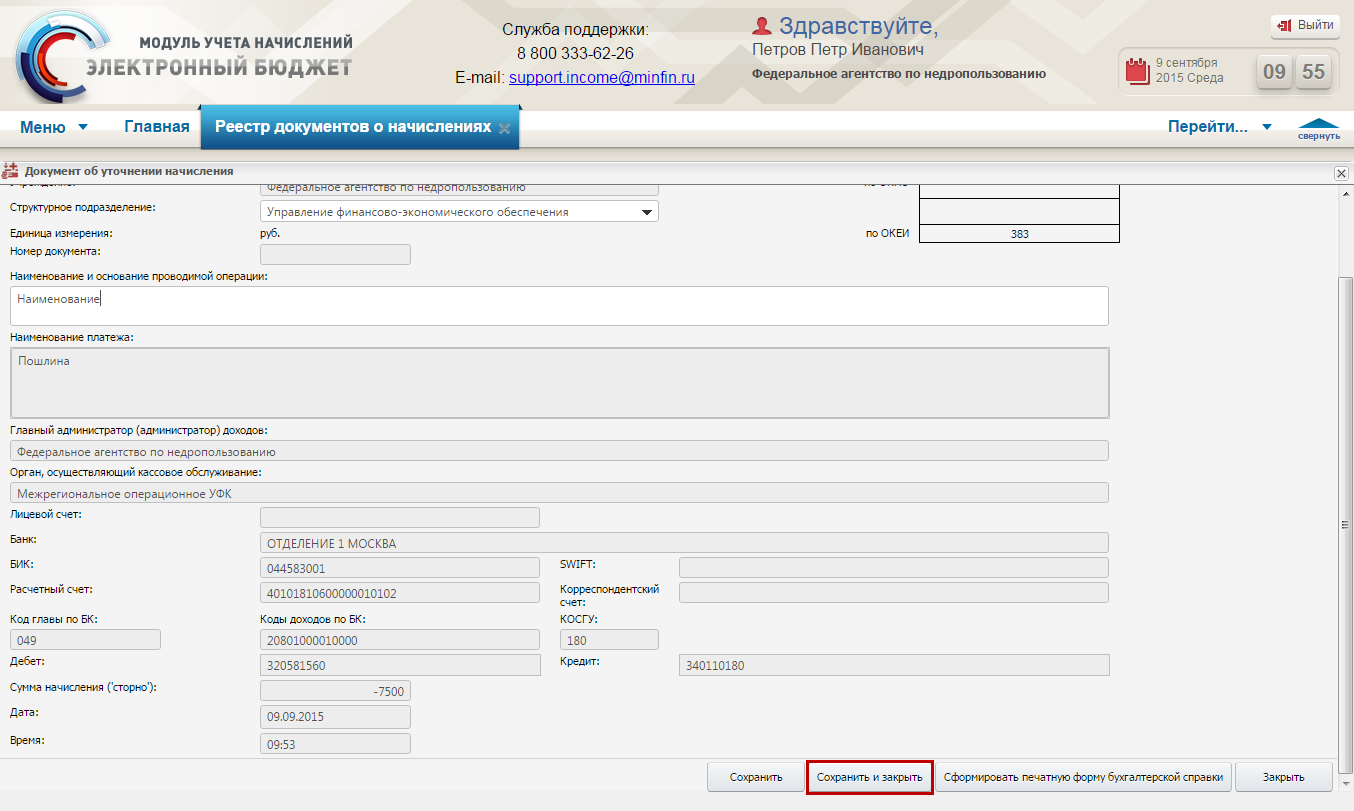 МОДУЛЬ УЧЕТА НАЧИСЛЕНИЙ
ЭЛЕКТРОННЫЙ БЮДЖЕТ
Служба поддержки:
8 800 333-62-26
E-mail: support.income@minfin.ru
Здравствуйте,
Петров Петр Иванович
Федеральное агентство по недропользованию
Выйти
9 сентября
2015 Среда
09 55
Меню Главная Реестр документов о начислениях Перейти...
свернуть
Документ об уточнении начисления
Учреждение: Федеральное агентство по недропользованию по ОКПО
Структурное подразделение: Управление финансово-экономического обеспечения
Единица измерения: руб. по ОКЕИ 383
Номер документа:
Наименование и основание проводимой операции:
Наименование
Наименование платежа:
Пошлина
Главный администратор (администратор) доходов:
Федеральное агентство по недропользованию
Орган, осуществляющий кассовое обслуживание:
Межрегиональное операционное УФК
Лицевой счет:
Банк: ОТДЕЛЕНИЕ 1 МОСКВА
БИК: 044583001 SWIFT:
Расчетный счет: 40101810600000010102 Корреспондентский
счет:
Код главы по БК: Коды доходов по БК: КОСГУ:
049 20801000010000 180
Дебет: 320581560 Кредит: 340110180
Сумма начисления ('сторно'): -7500
Дата: 09.09.2015
Время: 09:53
Сохранить Сохранить и закрыть Сформировать печатную форму бухгалтерской справки Закрыть